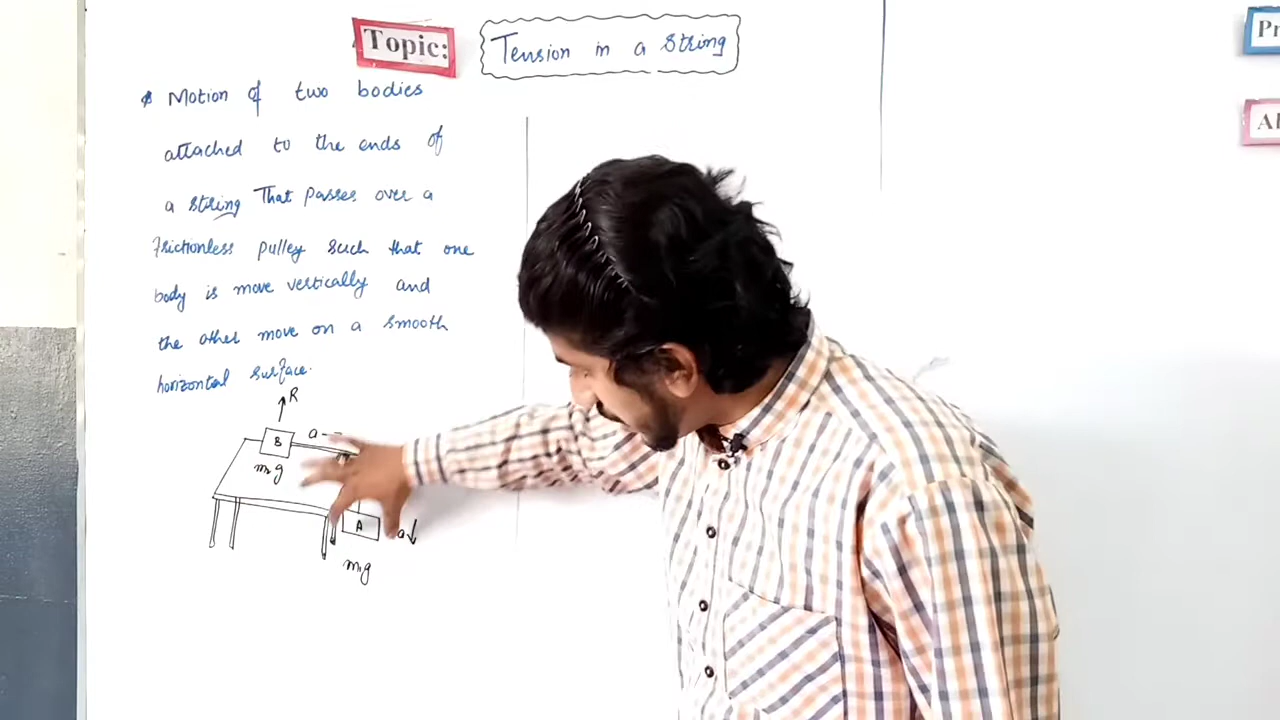 Topic:
Tension in a string
Motion of two bodies
attached to the ends of
a string That passes over a
frictionless pulley such that one
body is move vertically and
the other move on a smooth
horizontal surface.
R
B
a
m₂g
A
a
m₁g
Pr